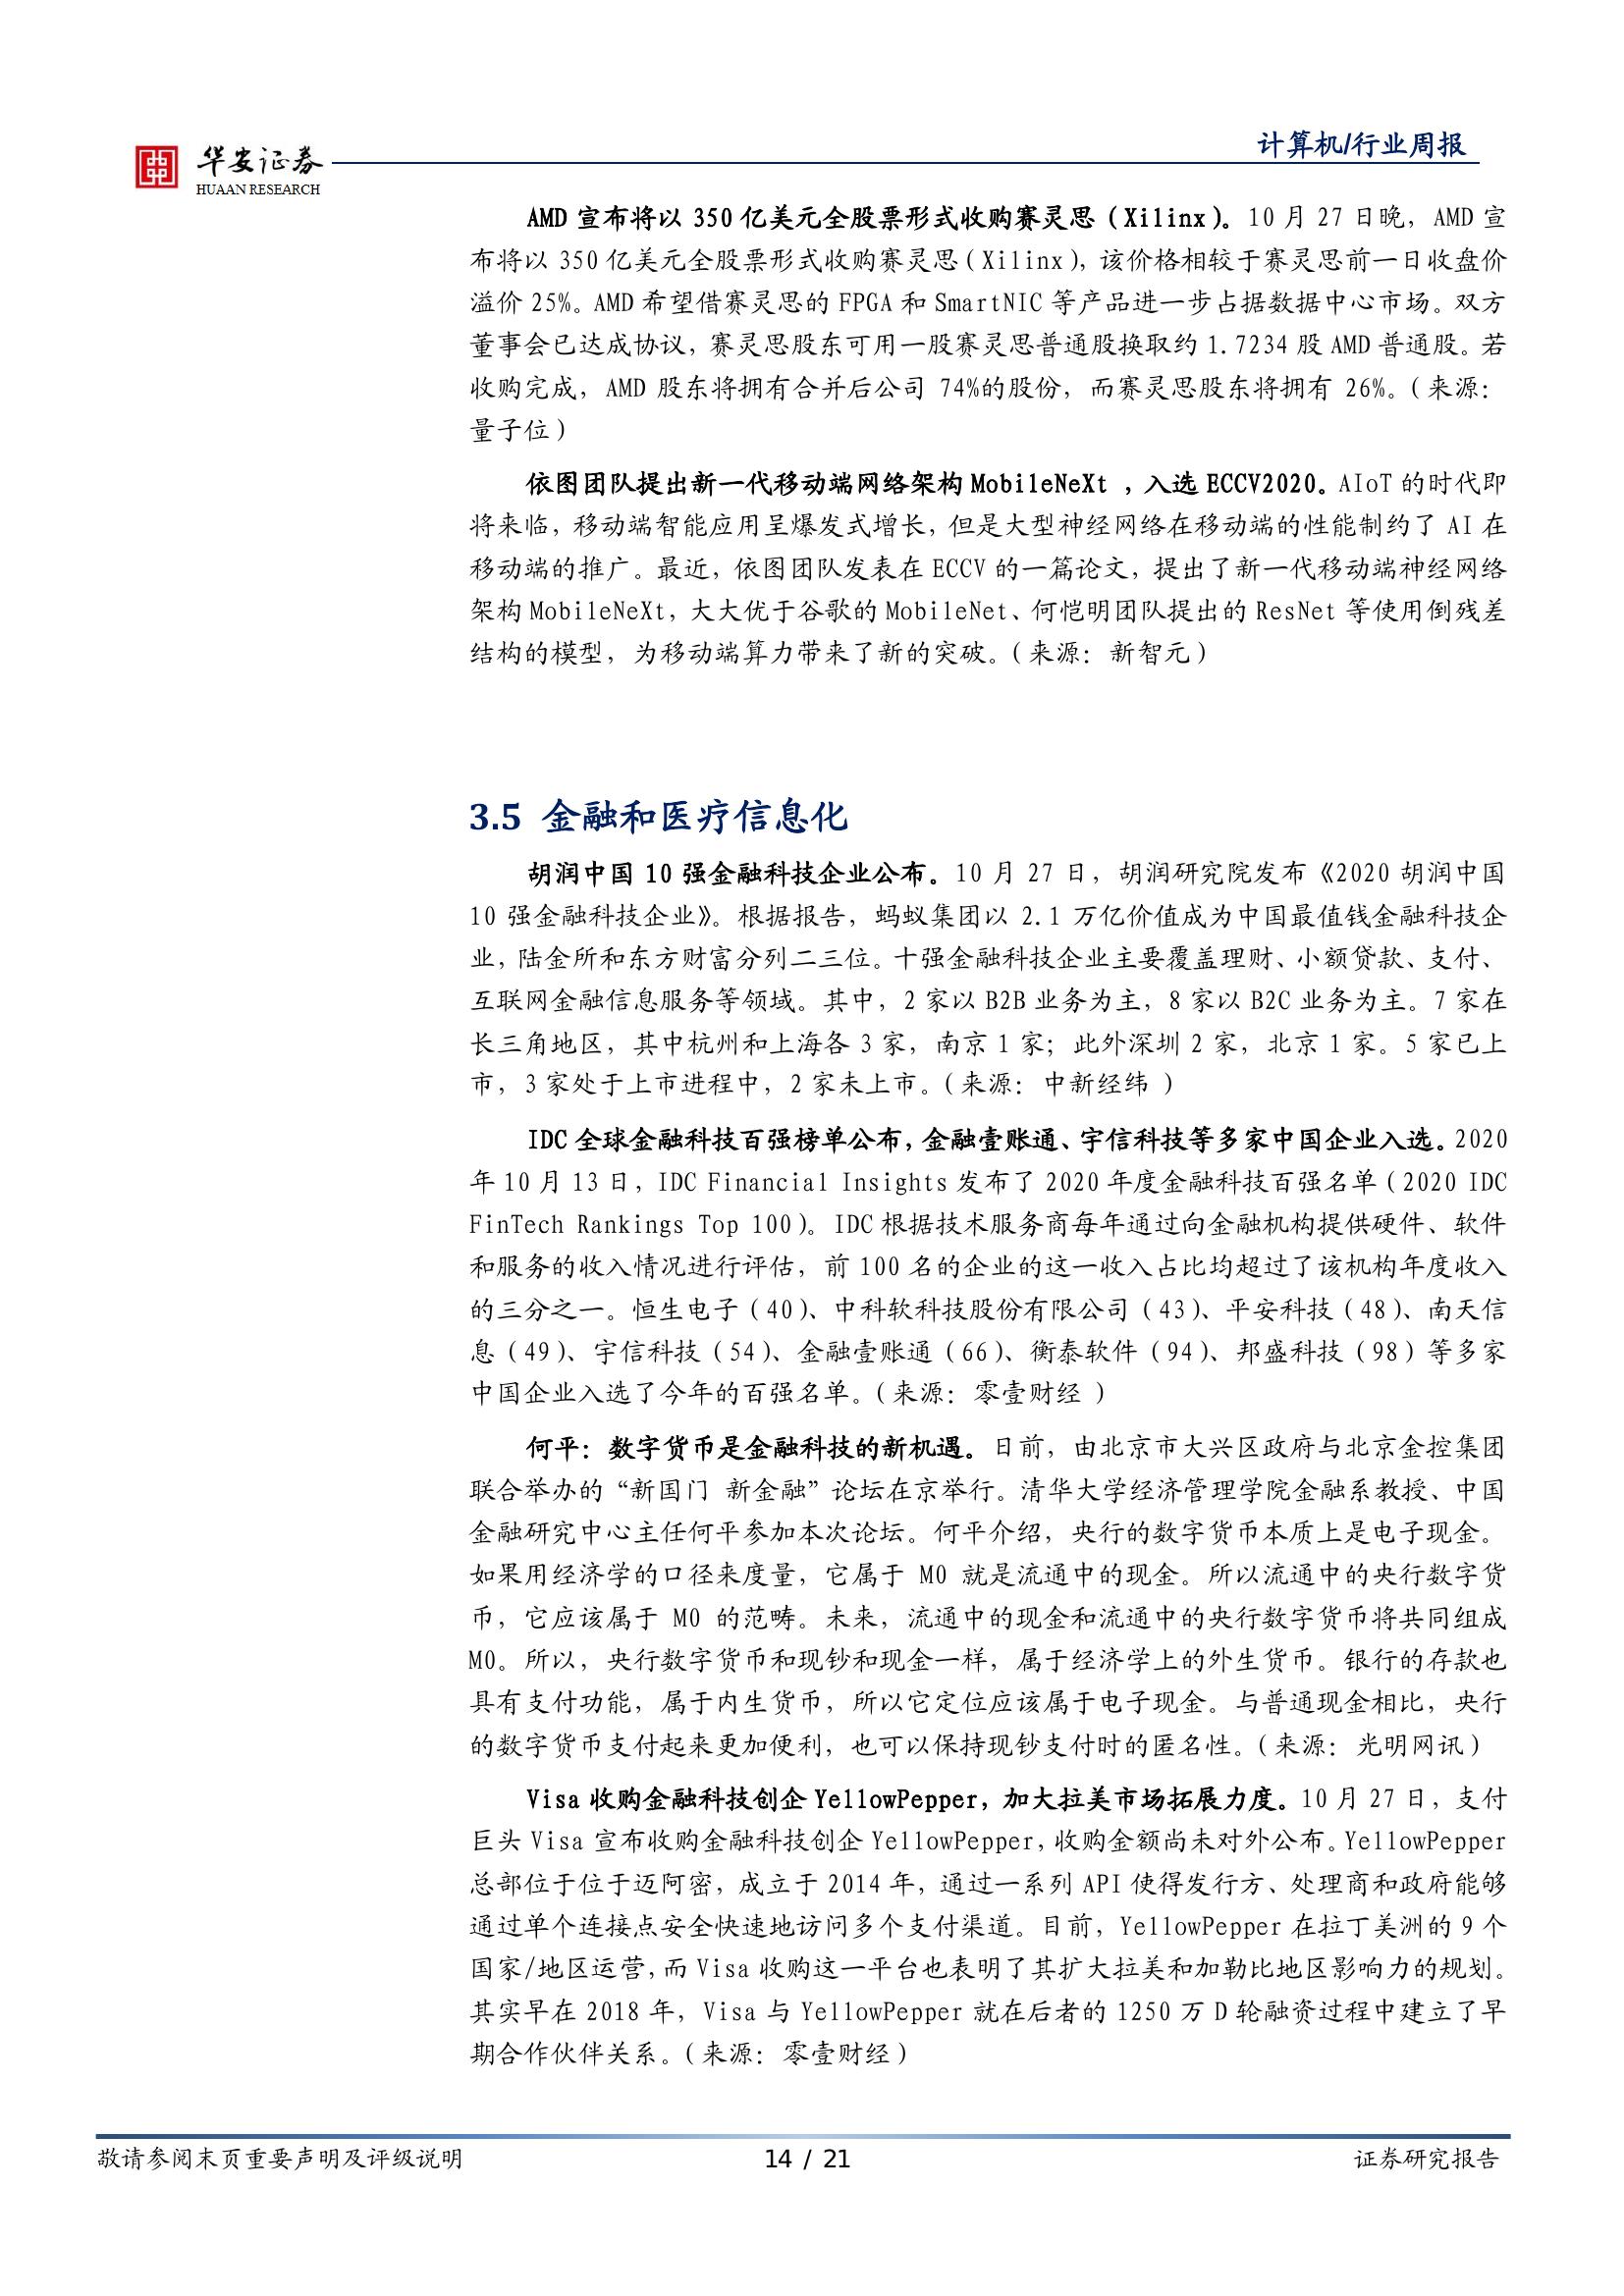 华安证券
HUAAN RESEARCH
计算机/行业周报
AMD 宣布将以 350 亿美元全股票形式收购赛灵思（Xilinx）。10 月 27 日晚，AMD 宣
布将以 350 亿美元全股票形式收购赛灵思（Xilinx），该价格相较于赛灵思前一日收盘价
溢价 25%。AMD 希望借赛灵思的 FPGA 和 SmartNIC 等产品进一步占据数据中心市场。双方
董事会已达成协议，赛灵思股东可用一股赛灵思普通股换取约 1.7234 股 AMD 普通股。若
收购完成，AMD 股东将拥有合并后公司 74%的股份，而赛灵思股东将拥有 26%。（来源：
量子位）
依图团队提出新一代移动端网络架构 MobileNeXt ，入选 ECCV2020。AIoT 的时代即
将来临，移动端智能应用呈爆发式增长，但是大型神经网络在移动端的性能制约了 AI 在
移动端的推广。最近，依图团队发表在 ECCV 的一篇论文，提出了新一代移动端神经网络
架构 MobileNeXt，大大优于谷歌的 MobileNet、何恺明团队提出的 ResNet 等使用倒残差
结构的模型，为移动端算力带来了新的突破。（来源：新智元）
3.5 金融和医疗信息化
胡润中国 10 强金融科技企业公布。10 月 27 日，胡润研究院发布《2020 胡润中国
10 强金融科技企业》。根据报告，蚂蚁集团以 2.1 万亿价值成为中国最值钱金融科技企
业，陆金所和东方财富分列二三位。十强金融科技企业主要覆盖理财、小额贷款、支付、
互联网金融信息服务等领域。其中，2 家以 B2B 业务为主，8 家以 B2C 业务为主。7 家在
长三角地区，其中杭州和上海各 3 家，南京 1 家；此外深圳 2 家，北京 1 家。5 家已上
市，3 家处于上市进程中，2 家未上市。（来源：中新经纬 ）
IDC 全球金融科技百强榜单公布，金融壹账通、宇信科技等多家中国企业入选。2020
年 10 月 13 日，IDC Financial Insights 发布了 2020 年度金融科技百强名单（2020 IDC
FinTech Rankings Top 100）。IDC 根据技术服务商每年通过向金融机构提供硬件、软件
和服务的收入情况进行评估，前 100 名的企业的这一收入占比均超过了该机构年度收入
的三分之一。恒生电子（40）、中科软科技股份有限公司（43）、平安科技（48）、南天信
息（49）、宇信科技（54）、金融壹账通（66）、衡泰软件（94）、邦盛科技（98）等多家
中国企业入选了今年的百强名单。（来源：零壹财经 ）
何平：数字货币是金融科技的新机遇。日前，由北京市大兴区政府与北京金控集团
联合举办的“新国门 新金融”论坛在京举行。清华大学经济管理学院金融系教授、中国
金融研究中心主任何平参加本次论坛。何平介绍，央行的数字货币本质上是电子现金。
如果用经济学的口径来度量，它属于 M0 就是流通中的现金。所以流通中的央行数字货
币，它应该属于 M0 的范畴。未来，流通中的现金和流通中的央行数字货币将共同组成
M0。所以，央行数字货币和现钞和现金一样，属于经济学上的外生货币。银行的存款也
具有支付功能，属于内生货币，所以它定位应该属于电子现金。与普通现金相比，央行
的数字货币支付起来更加便利，也可以保持现钞支付时的匿名性。（来源：光明网讯）
Visa 收购金融科技创企 YellowPepper，加大拉美市场拓展力度。10 月 27 日，支付
巨头 Visa 宣布收购金融科技创企 YellowPepper，收购金额尚未对外公布。YellowPepper
总部位于位于迈阿密，成立于 2014 年，通过一系列 API 使得发行方、处理商和政府能够
通过单个连接点安全快速地访问多个支付渠道。目前，YellowPepper 在拉丁美洲的 9 个
国家/地区运营，而 Visa 收购这一平台也表明了其扩大拉美和加勒比地区影响力的规划。
其实早在 2018 年，Visa 与 YellowPepper 就在后者的 1250 万 D 轮融资过程中建立了早
期合作伙伴关系。（来源：零壹财经）
敬请参阅末页重要声明及评级说明
14 / 21
证券研究报告